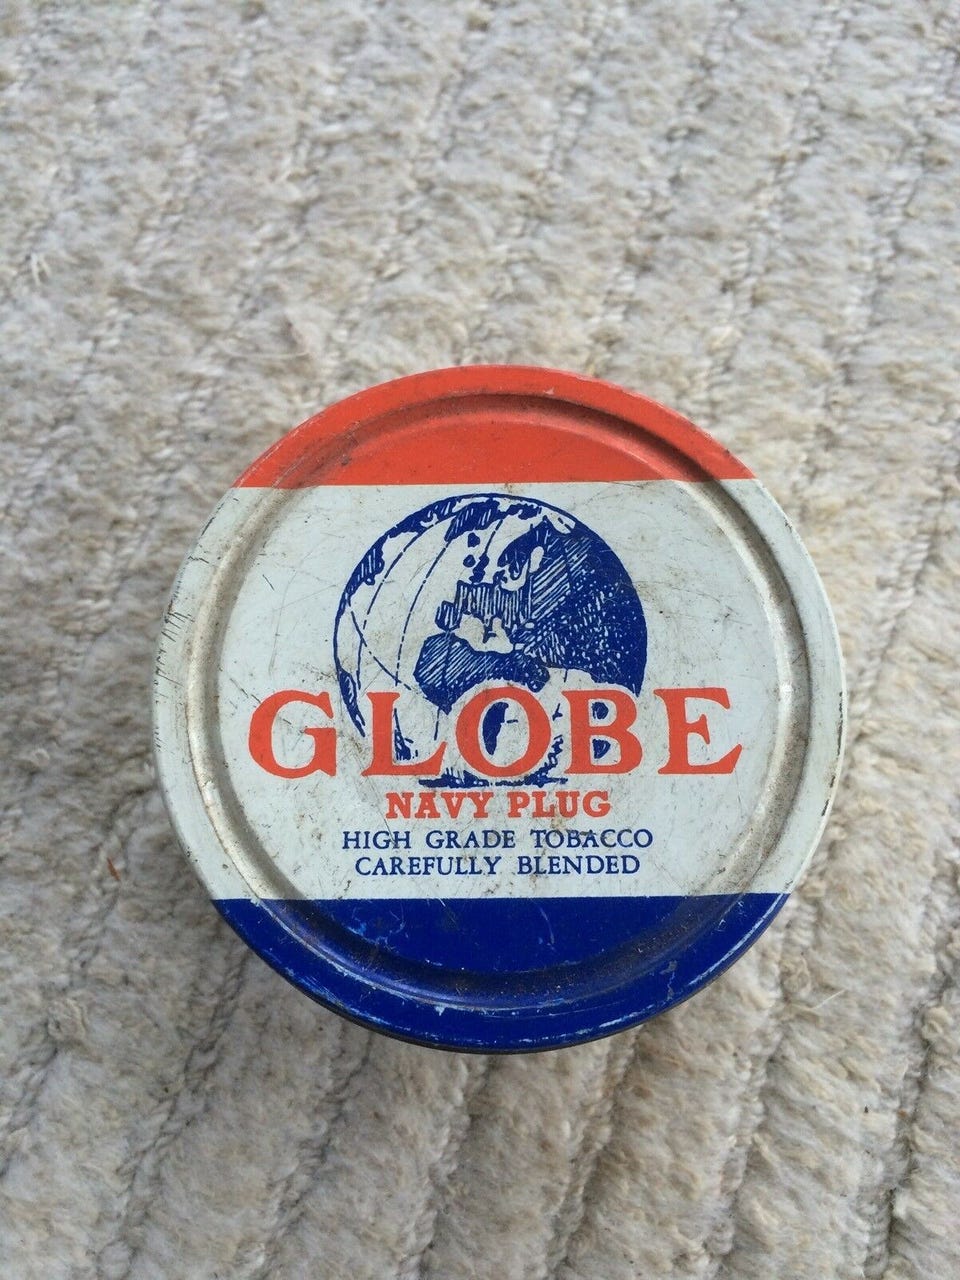 GLOBE
NAVY PLUG
HIGH GRADE TOBACCO
CAREFULLY BLENDED